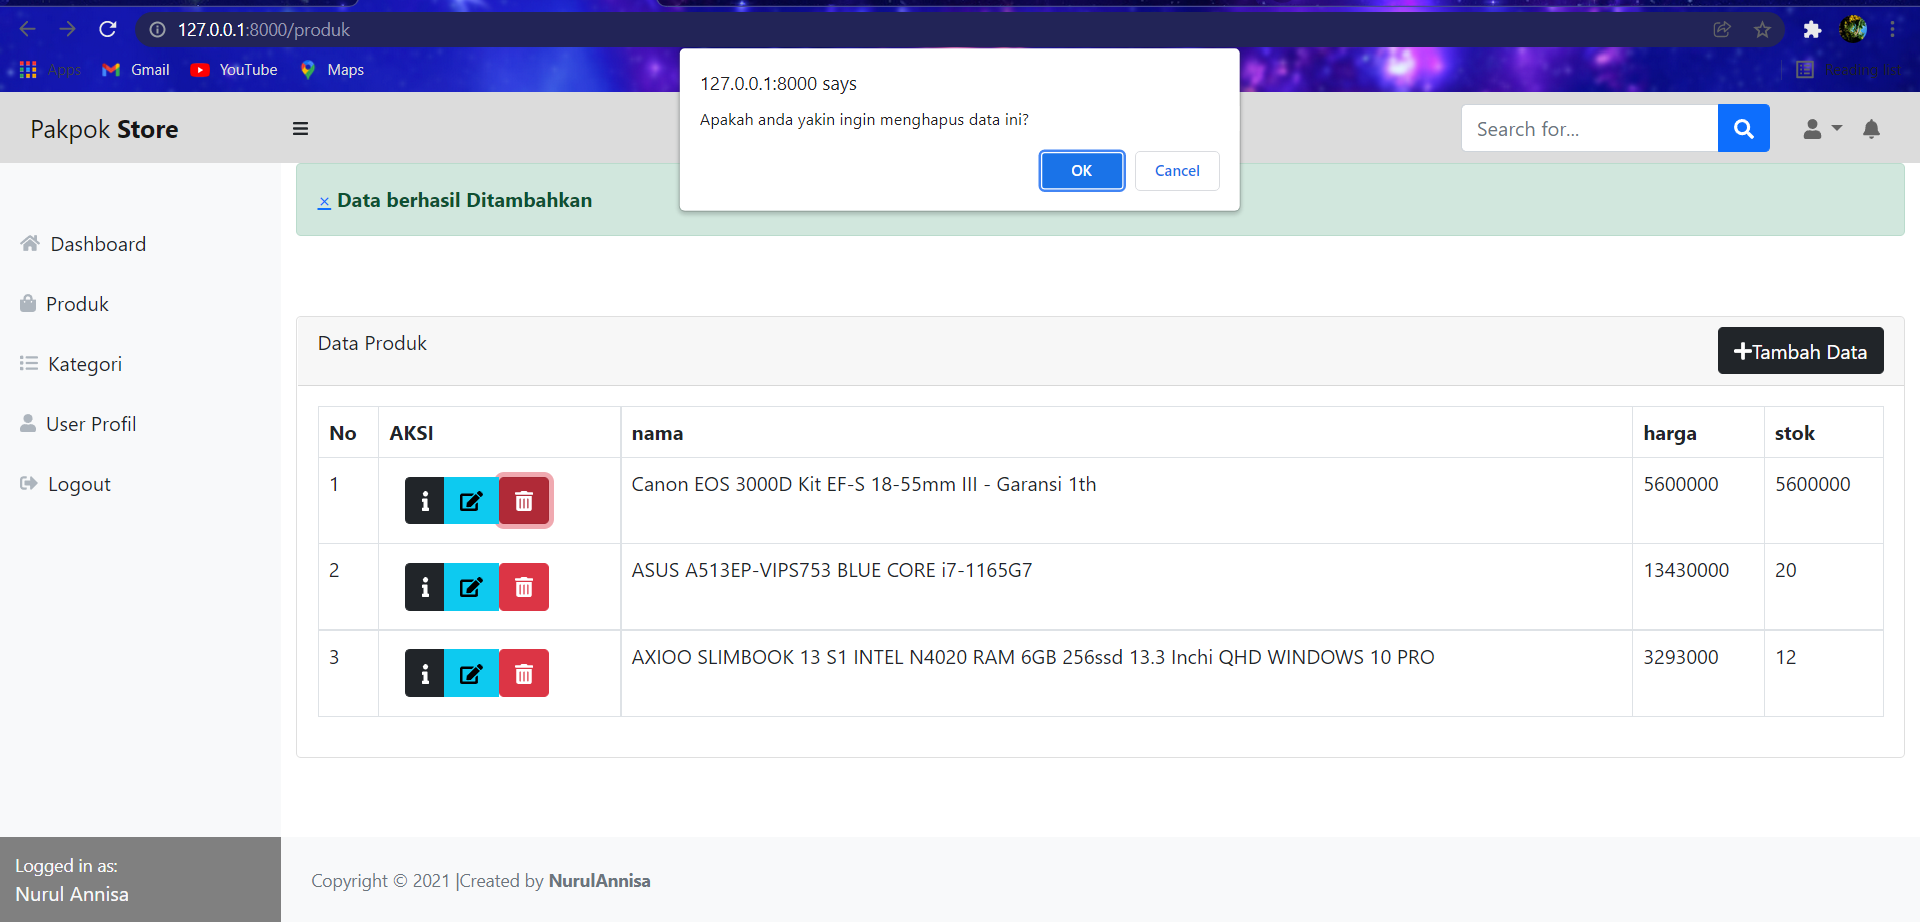 127.0.0.1:8000/produk
Apps Gmail YouTube Maps Reading list
127.0.0.1:8000 says
Apakah anda yakin ingin menghapus data ini?
OK Cancel
Pakpok Store
Search for...
× Data berhasil Ditambahkan
Dashboard
Produk
Kategori
User Profil
Logout
Data Produk
Tambah Data
No AKSI nama harga stok
1 Canon EOS 3000D Kit EF-S 18-55mm III - Garansi 1th 5600000 5600000
2 ASUS A513EP-VIPS753 BLUE CORE i7-1165G7 13430000 20
3 AXIOO SLIMBOOK 13 S1 INTEL N4020 RAM 6GB 256ssd 13.3 Inchi QHD WINDOWS 10 PRO 3293000 12
Logged in as:
Nurul Annisa
Copyright © 2021 |Created by NurulAnnisa